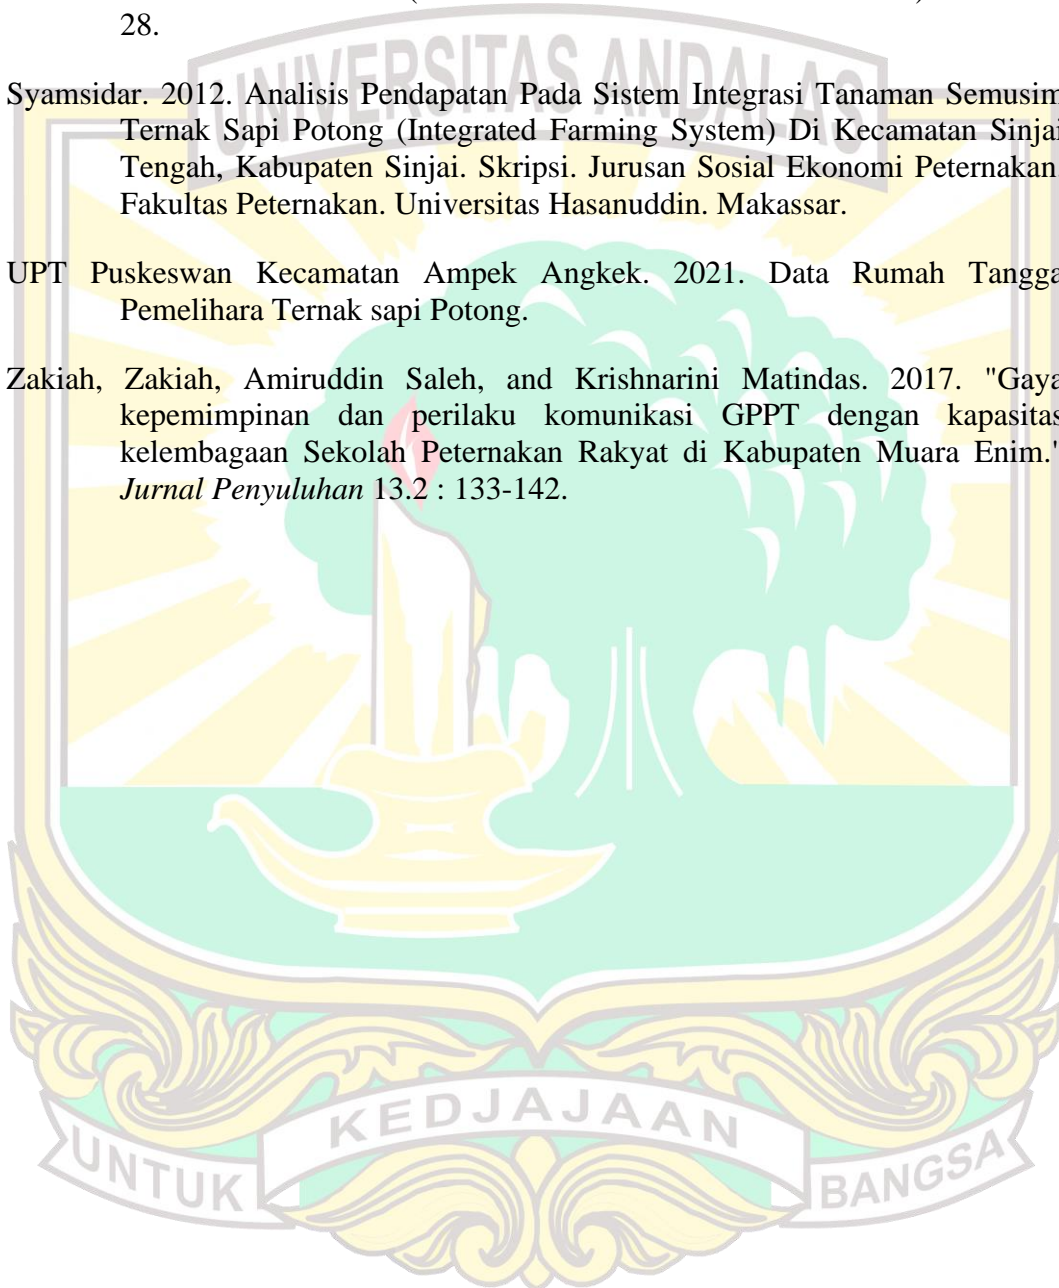 28.
UNIVERSITAS ANDALAS
Syamsidar. 2012. Analisis Pendapatan Pada Sistem Integrasi Tanaman Semusim
Ternak Sapi Potong (Integrated Farming System) Di Kecamatan Sinjai
Tengah, Kabupaten Sinjai. Skripsi. Jurusan Sosial Ekonomi Peternakan
Fakultas Peternakan. Universitas Hasanuddin. Makassar.
UPT Puskeswan Kecamatan Ampek Angkek. 2021. Data Rumah Tangga
Pemelihara Ternak sapi Potong.
Zakiah, Zakiah, Amiruddin Saleh, and Krishnarini Matindas. 2017. "Gaya
kepemimpinan dan perilaku komunikasi GPPT dengan kapasitas
kelembagaan Sekolah Peternakan Rakyat di Kabupaten Muara Enim."
Jurnal Penyuluhan 13.2 : 133-142.
UNTUK KEDJAJAAN BANGSA